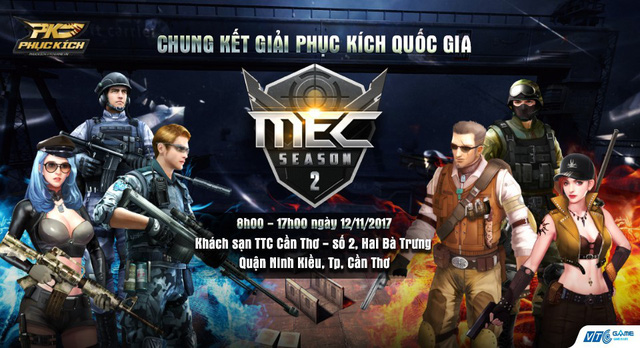 PK
PHỤC KÍCH
CHUNG KẾT GIẢI PHỤC KÍCH QUỐC GIA
MEC
SEASON
2
8h00 - 17h00 ngày 12/11/2017
Khách sạn TTC Cần Thơ - số 2, Hai Bà Trưng
Quận Ninh Kiều, Tp, Cần Thơ
VTC GAME